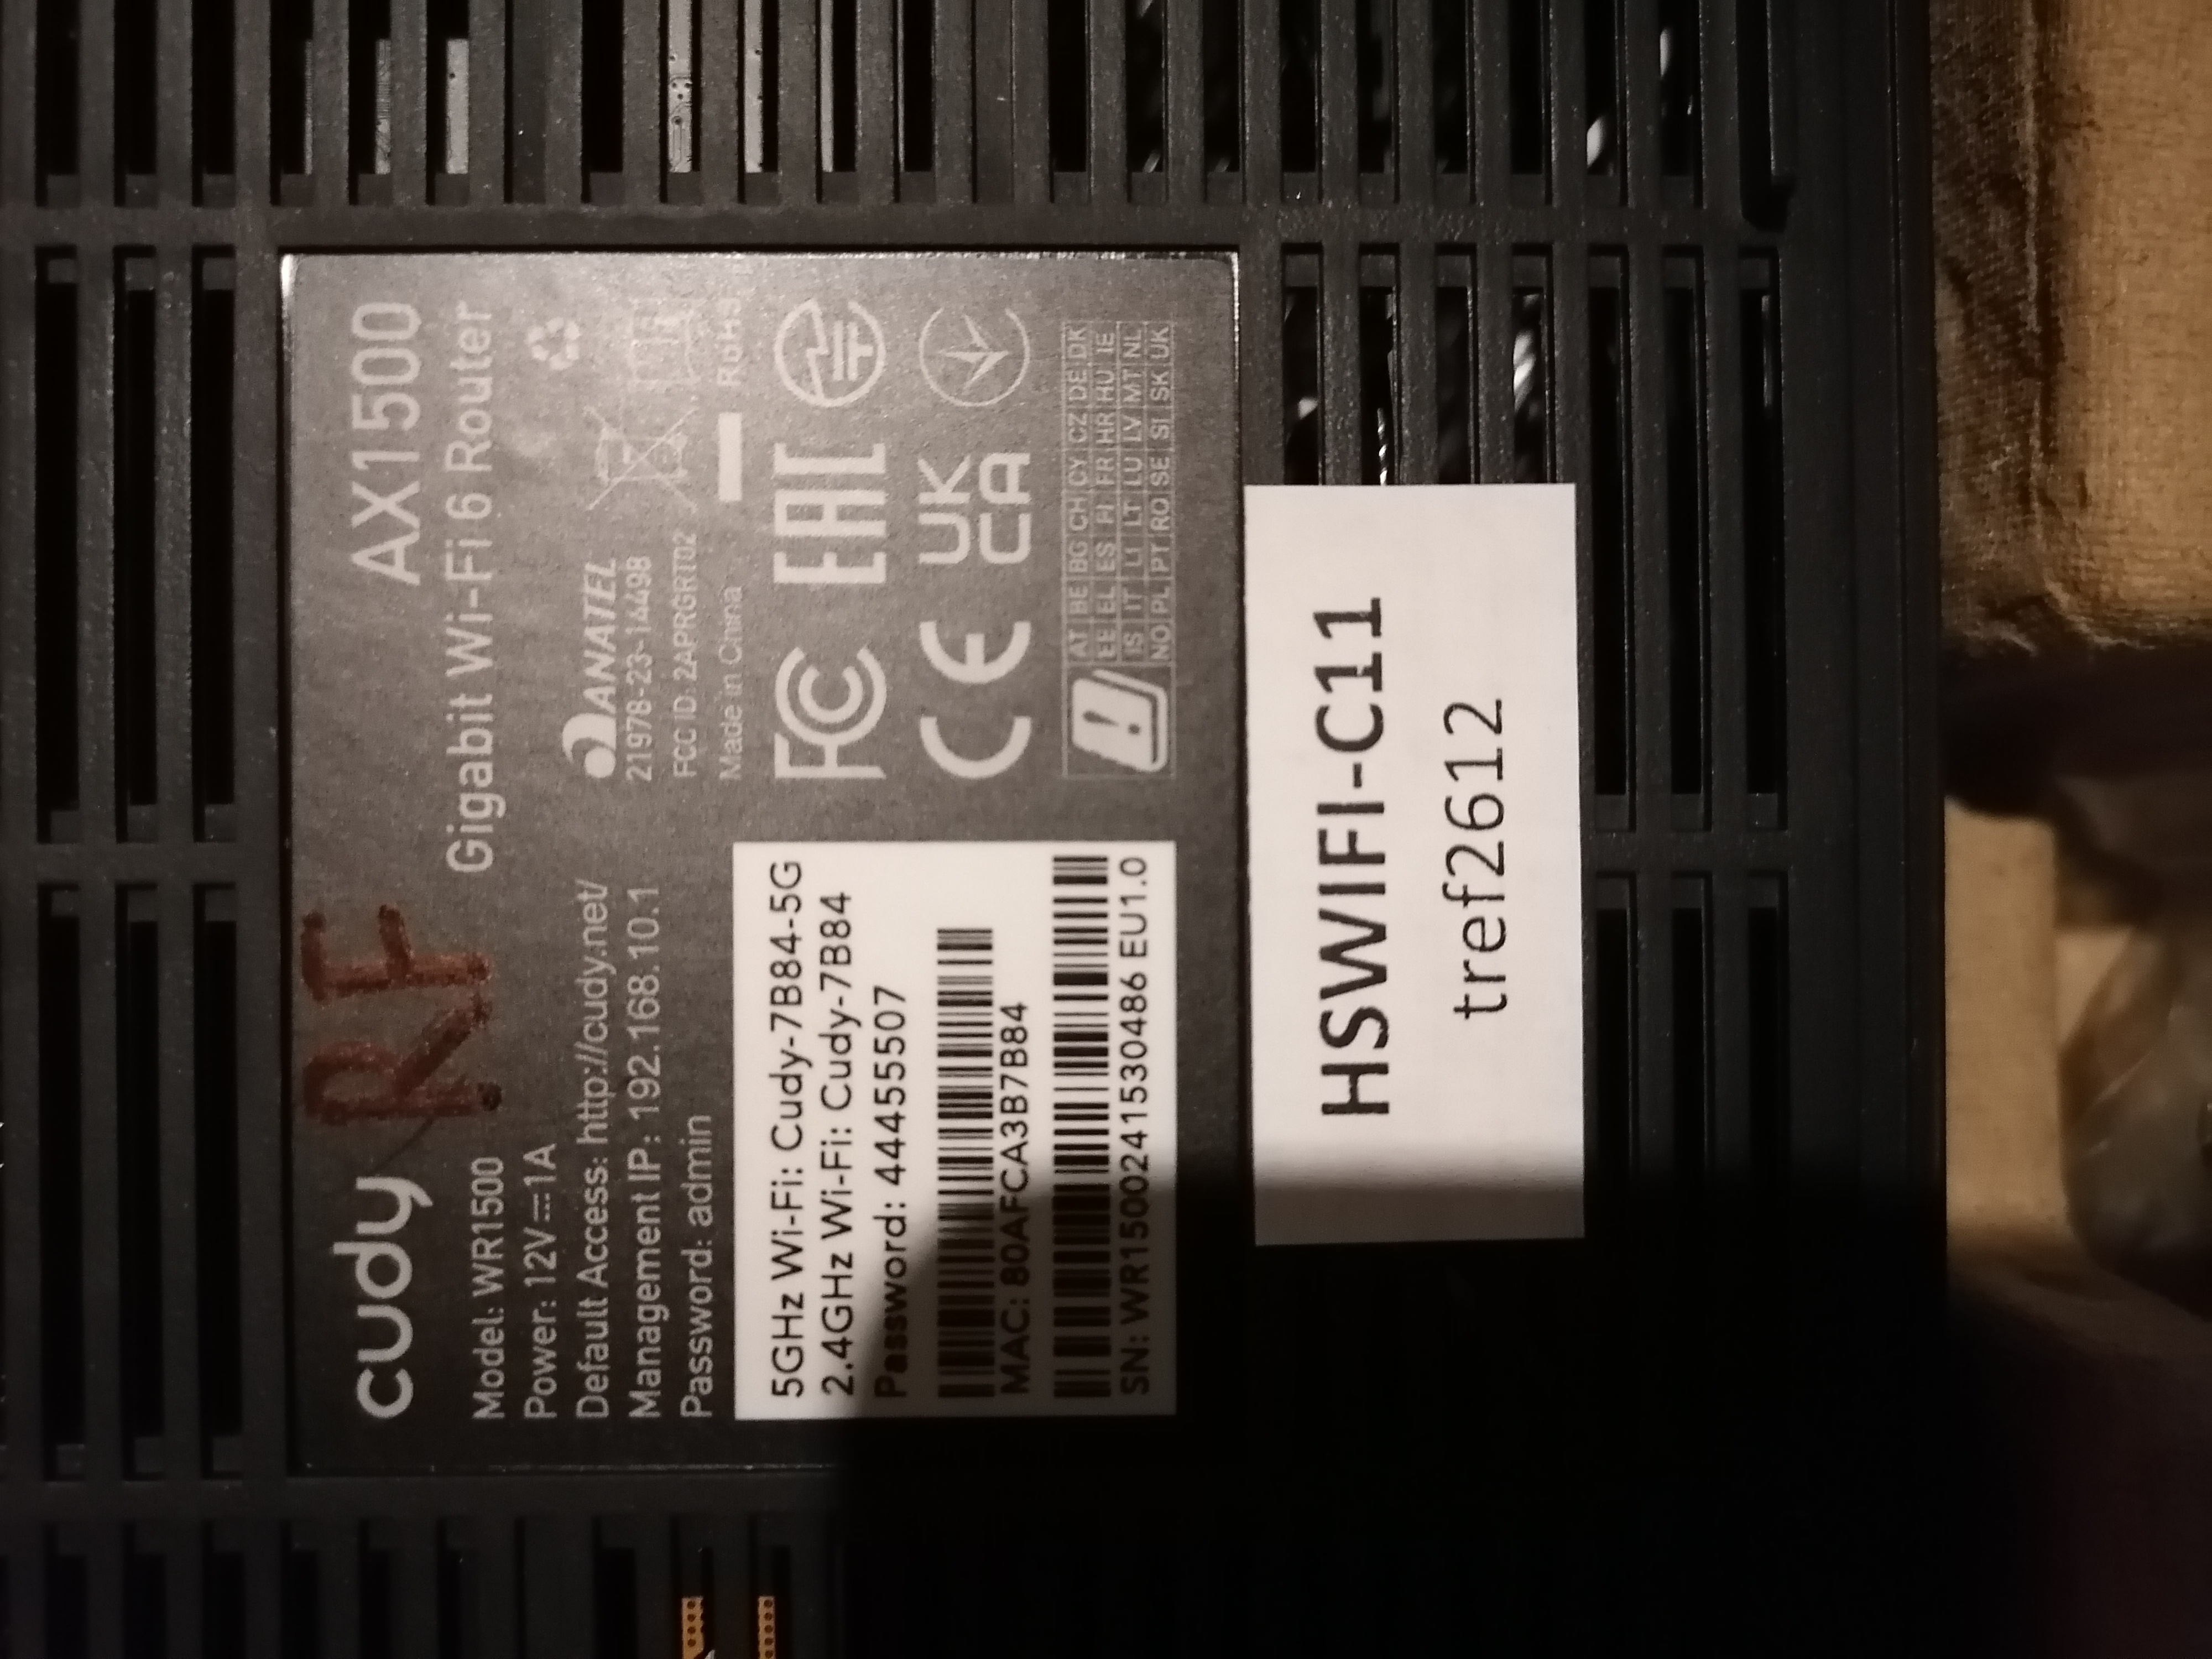 cudy
RF
AX1500
Gigabit Wi-Fi 6 Router
Model: WR1500
Power: 12V⎓1A
Default Access: http://cudy.net/
Management IP: 192.168.10.1
Password: admin
ANATEL
21978-23-14498
FCC ID: 2APRGRT02
Made in China
RoHS
FC
EAC
CE
UK
CA
AT BE BG CH CY CZ DE DK
EE EL ES FI FR HR HU IE
IS IT LI LT LU LV MT NL
NO PL PT RO SE SI SK UK
5GHz Wi-Fi: Cudy-7B84-5G
2.4GHz Wi-Fi: Cudy-7B84
Password: 44455507
MAC: 80AFCA3B7B84
SN: WR15002415304​86 EU1.0
HSWIFI-C11
tref2612